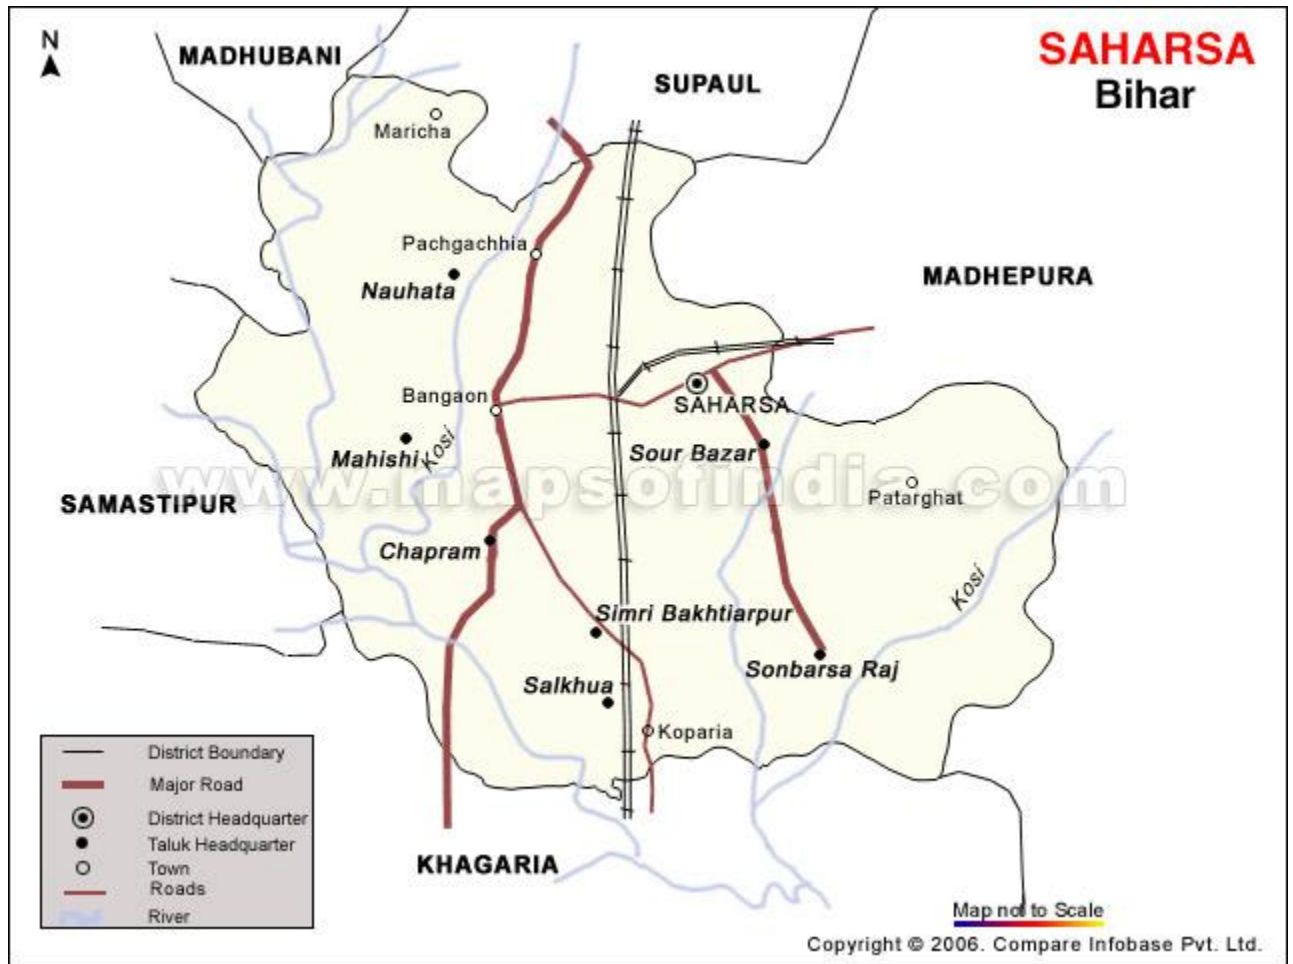 N
MADHUBANI
SUPAUL
SAHARSA
Bihar
Maricha
Pachgachhia
Nauhata
MADHEPURA
Bangaon
SAHARSA
Mahishi
Kosi
Sour Bazar
www.mapsofindia.com
Patarghat
SAMASTIPUR
Chapram
Kosi
Simri Bakhtiarpur
Sonbarsa Raj
Salkhua
Koparia
District Boundary
Major Road
District Headquarter
Taluk Headquarter
Town
Roads
River
KHAGARIA
Map not to Scale
Copyright © 2006. Compare Infobase Pvt. Ltd.